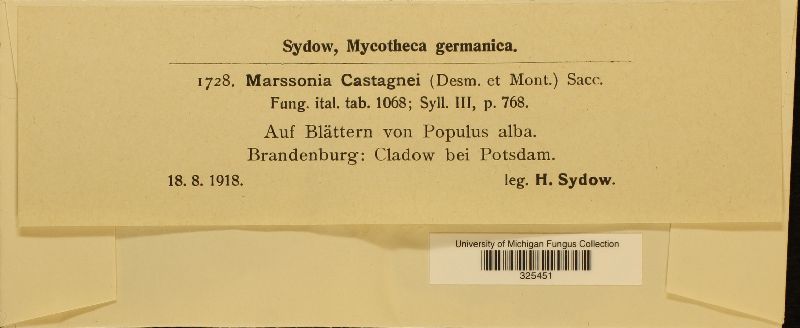 Sydow, Mycotheca germanica.
1728. Marssonia Castagnei (Desm. et Mont.) Sacc.
Fung. ital. tab. 1068; Syll. III, p. 768.
Auf Blättern von Populus alba.
Brandenburg: Cladow bei Potsdam.
18. 8. 1918. leg. H. Sydow.
University of Michigan Fungus Collection
325451